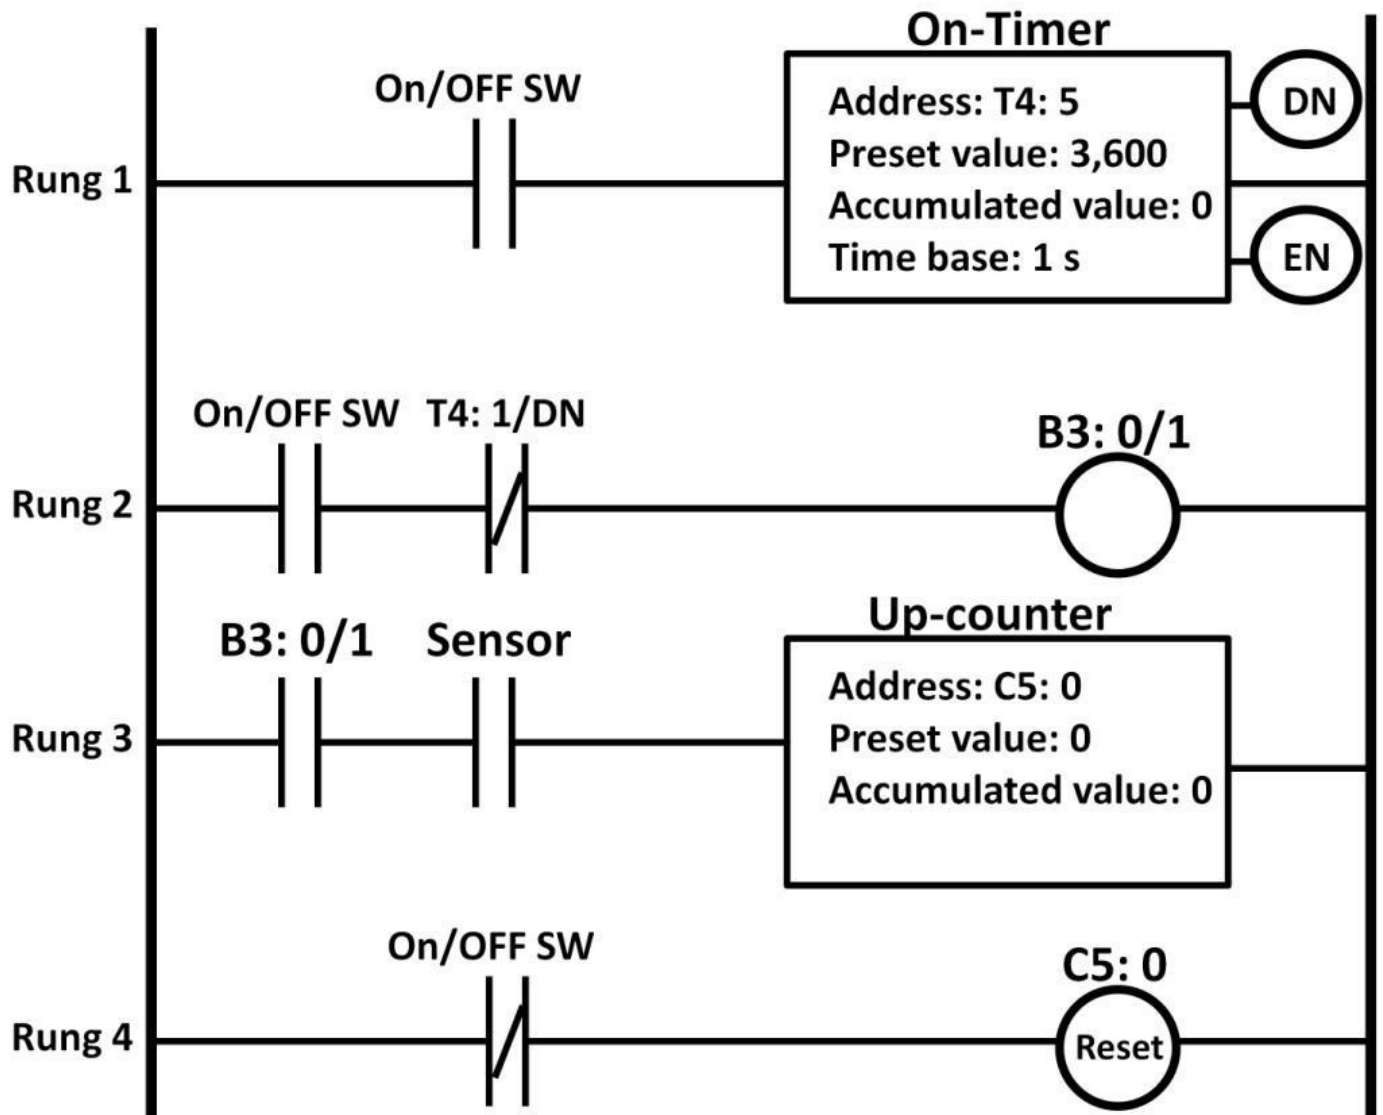 On-Timer
On/OFF SW
Address: T4: 5
DN
Preset value: 3,600
Rung 1
Accumulated value: 0
Time base: 1 s
EN
On/OFF SW
T4: 1/DN
B3: 0/1
Rung 2
Up-counter
B3: 0/1
Sensor
Address: C5: 0
Rung 3
Preset value: 0
Accumulated value: 0
On/OFF SW
C5: 0
Rung 4
Reset